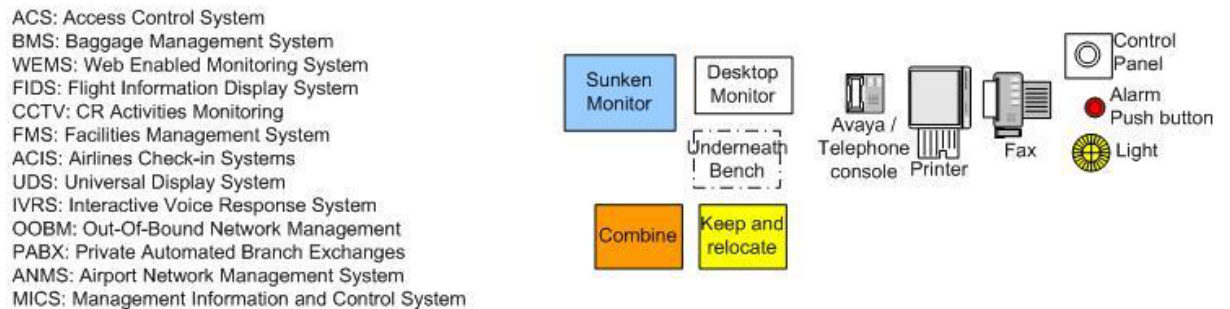 ACS: Access Control System
BMS: Baggage Management System
WEMS: Web Enabled Monitoring System
FIDS: Flight Information Display System
CCTV: CR Activities Monitoring
FMS: Facilities Management System
ACIS: Airlines Check-in Systems
UDS: Universal Display System
IVRS: Interactive Voice Response System
OOBM: Out-Of-Bound Network Management
PABX: Private Automated Branch Exchanges
ANMS: Airport Network Management System
MICS: Management Information and Control System
Sunken
Monitor
Desktop
Monitor
Underneath
Bench
Combine
Keep and
relocate
Avaya /
Telephone
console
Printer
Fax
Control
Panel
Alarm
Push button
Light